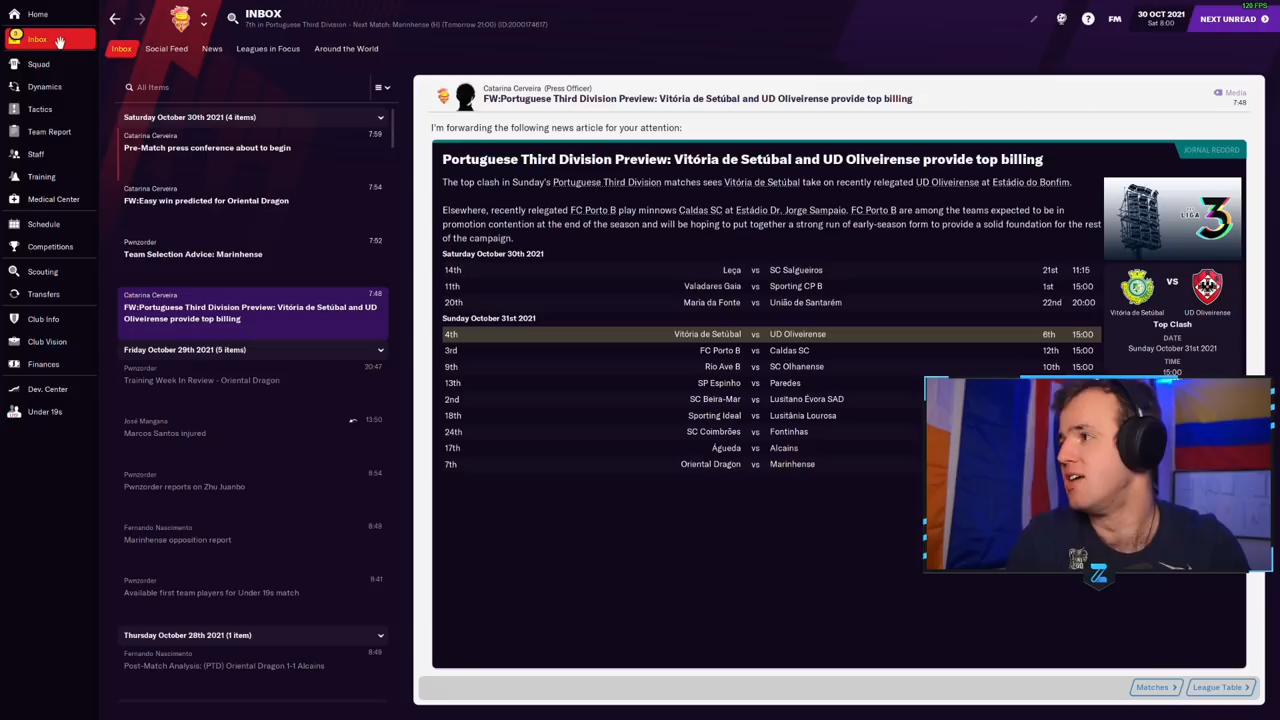 120 FPS
Home
INBOX
7th in Portuguese Third Division - Next Match: Marinhense (H) (Tomorrow 21:00) (ID:2000174617)
FM
30 OCT 2021
Sat 8:00
NEXT UNREAD
Inbox
Squad
Dynamics
Tactics
Team Report
Staff
Training
Medical Center
Schedule
Competitions
Scouting
Transfers
Club Info
Club Vision
Finances
Dev. Center
Under 19s
Inbox Social Feed News Leagues in Focus Around the World
All Items
Saturday October 30th 2021 (4 items)
Catarina Cerveira 7:59
Pre-Match press conference about to begin
Catarina Cerveira 7:54
FW:Easy win predicted for Oriental Dragon
Pwnzorder 7:52
Team Selection Advice: Marinhense
Catarina Cerveira 7:48
FW:Portuguese Third Division Preview: Vitória de Setúbal and UD
Oliveirense provide top billing
Friday October 29th 2021 (5 items)
Pwnzorder 20:47
Training Week In Review - Oriental Dragon
José Mangana 13:50
Marcos Santos injured
Pwnzorder 8:54
Pwnzorder reports on Zhu Juanbo
Fernando Nascimento 8:49
Marinhense opposition report
Pwnzorder 8:41
Available first team players for Under 19s match
Thursday October 28th 2021 (1 item)
Fernando Nascimento 8:49
Post-Match Analysis: (PTD) Oriental Dragon 1-1 Alcains
Catarina Cerveira (Press Officer)
FW:Portuguese Third Division Preview: Vitória de Setúbal and UD Oliveirense provide top billing
Media
7:48
I'm forwarding the following news article for your attention:
JORNAL RECORD
Portuguese Third Division Preview: Vitória de Setúbal and UD Oliveirense provide top billing
The top clash in Sunday's Portuguese Third Division matches sees Vitória de Setúbal take on recently relegated UD Oliveirense at Estádio do Bonfim.
Elsewhere, recently relegated FC Porto B play minnows Caldas SC at Estádio Dr. Jorge Sampaio. FC Porto B are among the teams expected to be in
promotion contention at the end of the season and will be hoping to put together a strong run of early-season form to provide a solid foundation for the rest
of the campaign.
Saturday October 30th 2021
14th Leça vs SC Salgueiros 21st 11:15
11th Valadares Gaia vs Sporting CP B 1st 15:00
20th Maria da Fonte vs União de Santarém 22nd 20:00
Sunday October 31st 2021
4th Vitória de Setúbal vs UD Oliveirense 6th 15:00
3rd FC Porto B vs Caldas SC 12th 15:00
9th Rio Ave B vs SC Olhanense 10th 15:00
13th SP Espinho vs Paredes
2nd SC Beira-Mar vs Lusitano Évora SAD
18th Sporting Ideal vs Lusitânia Lourosa
24th SC Coimbrões vs Fontinhas
17th Águeda vs Alcains
7th Oriental Dragon vs Marinhense
LIGA
3
VS
Vitória de Setúbal UD Oliveirense
Top Clash
DATE
Sunday October 31st 2021
TIME
15:00
Matches
League Table